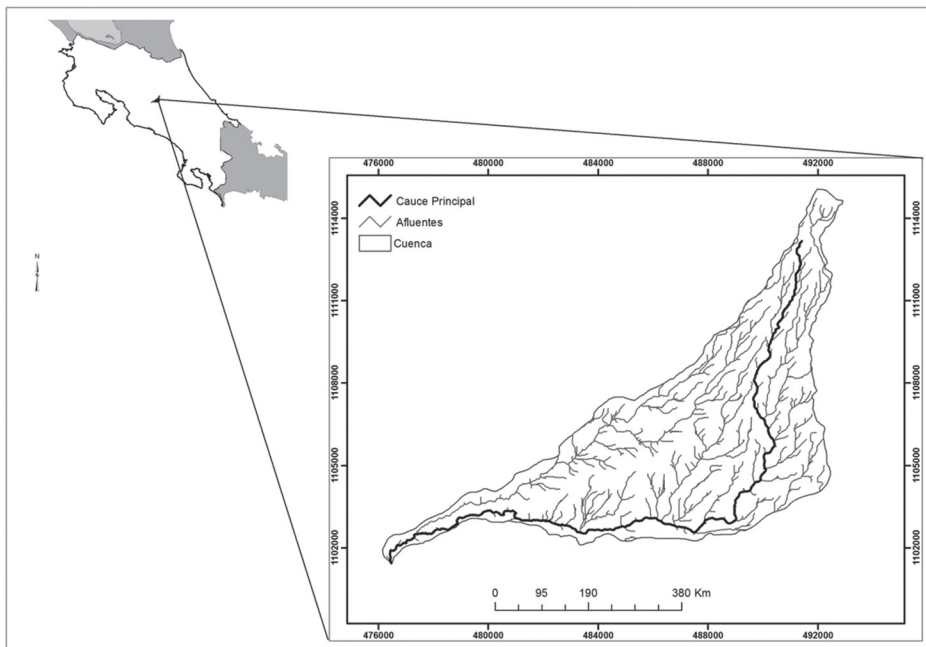 N
476000 480000 484000 488000 492000
Cauce Principal
Afluentes
Cuenca
1114000 1114000
1111000 1111000
1108000 1108000
1105000 1105000
1102000 1102000
0 95 190 380 Km
476000 480000 484000 488000 492000